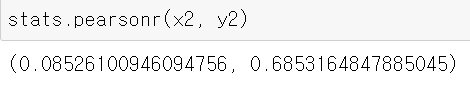 stats.pearsonr(x2, y2)
(0.08526100946094756, 0.6853164847885045)